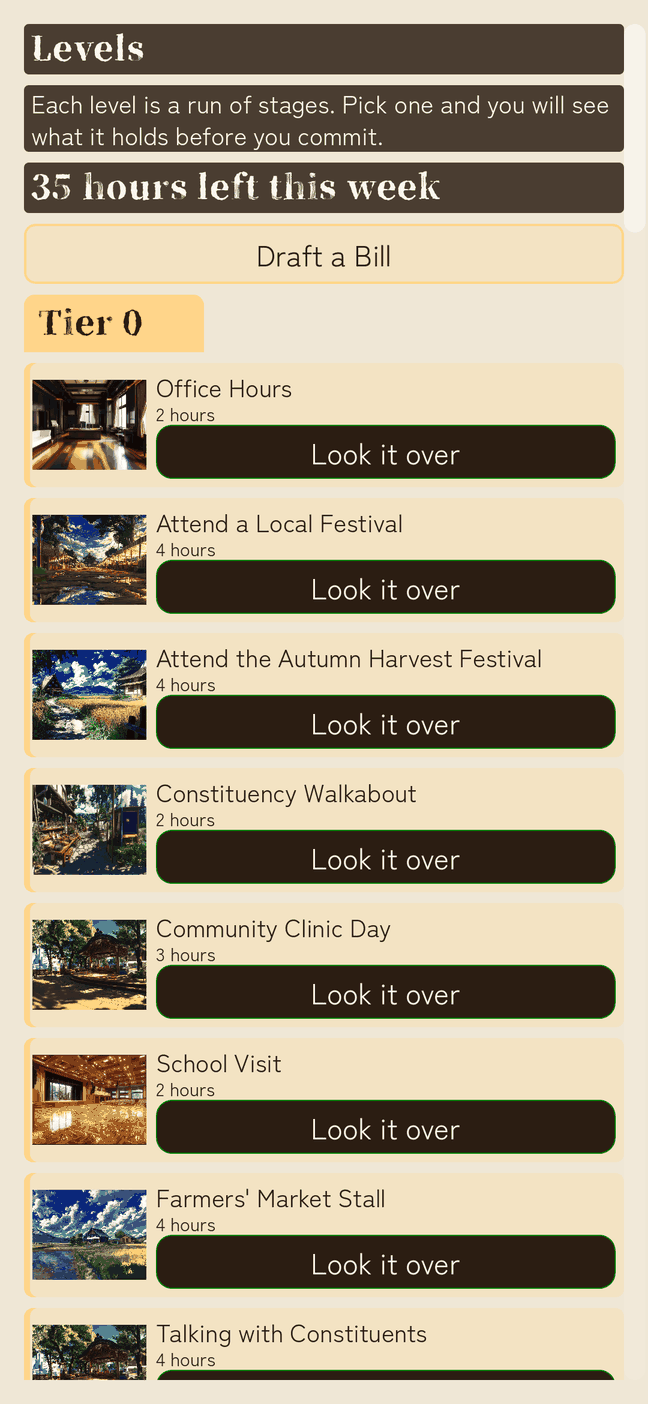 Levels
Each level is a run of stages. Pick one and you will see
what it holds before you commit.
35 hours left this week
Draft a Bill
Tier 0
Office Hours
2 hours
Look it over
Attend a Local Festival
4 hours
Look it over
Attend the Autumn Harvest Festival
4 hours
Look it over
Constituency Walkabout
2 hours
Look it over
Community Clinic Day
3 hours
Look it over
School Visit
2 hours
Look it over
Farmers' Market Stall
4 hours
Look it over
Talking with Constituents
4 hours